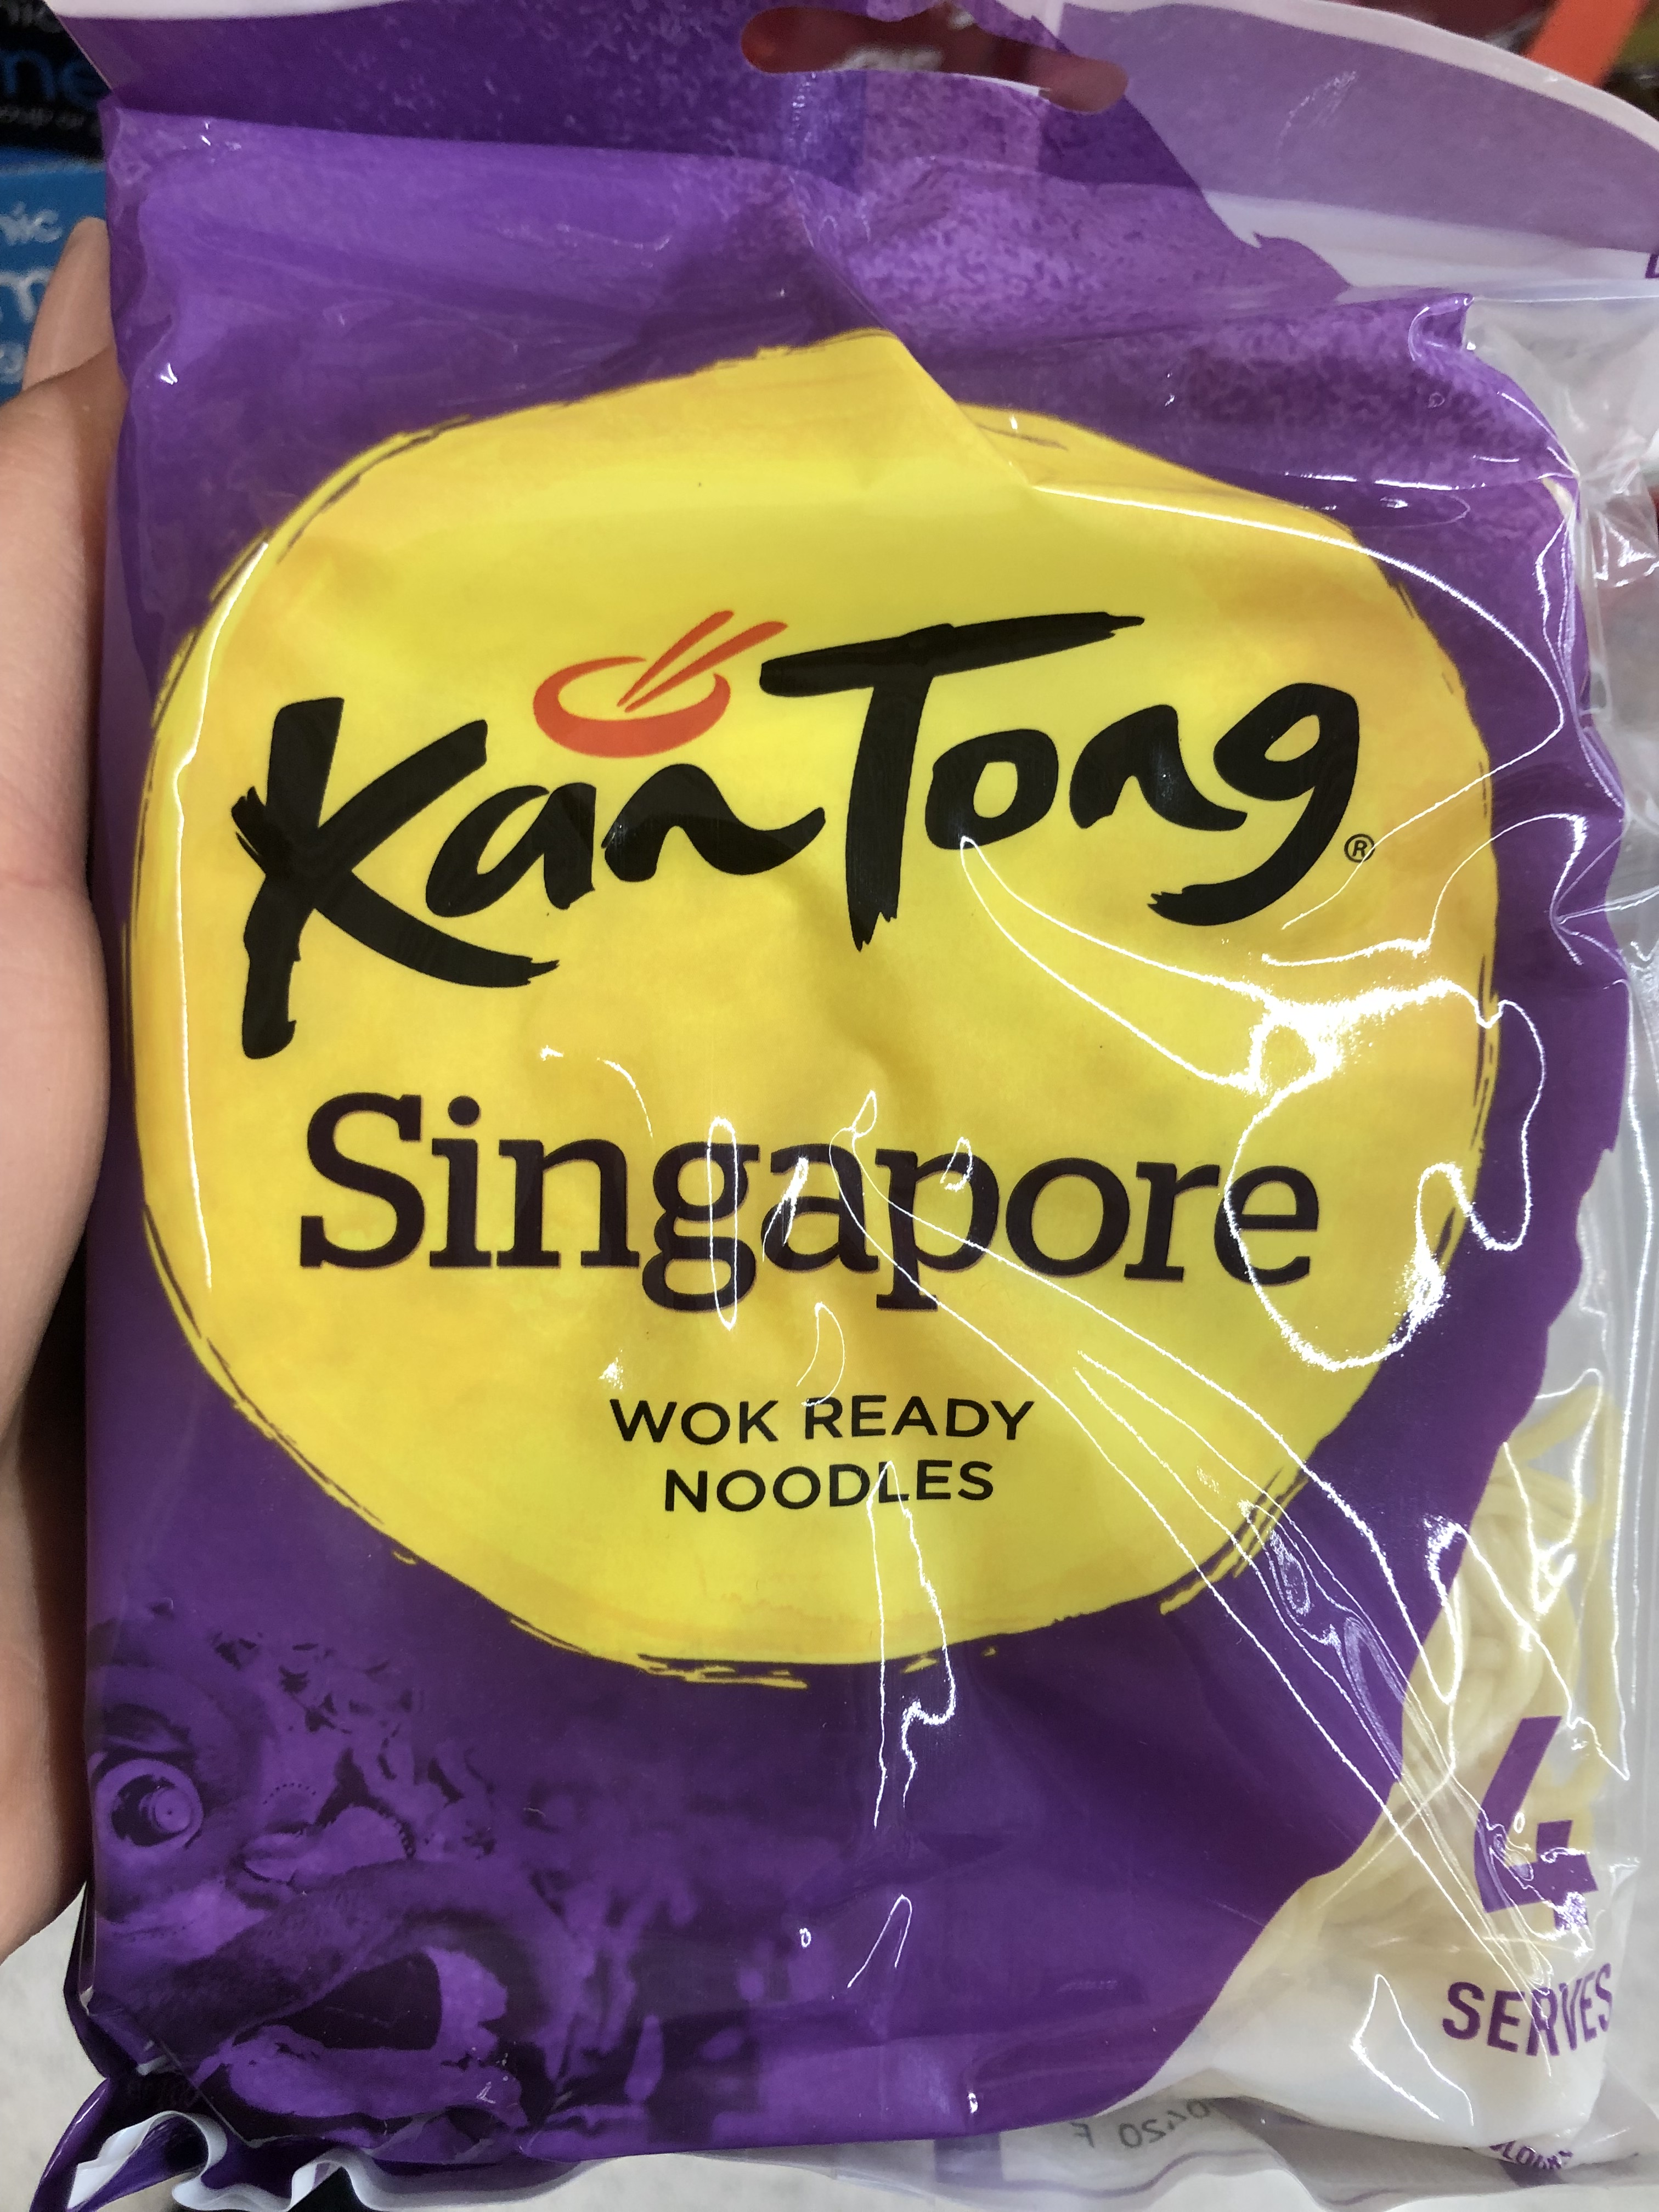 KanTong®
Singapore
WOK READY
NOODLES
4
SERVES